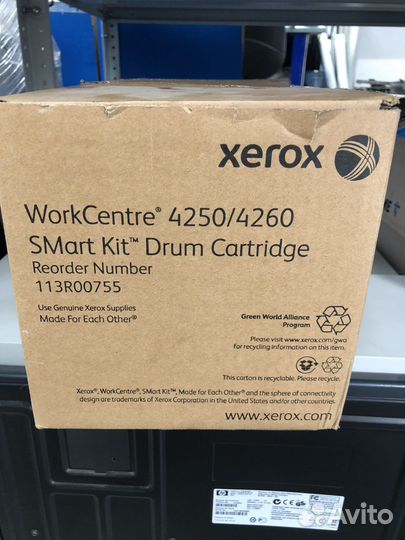 xerox
WorkCentre® 4250/4260
SMart Kit™ Drum Cartridge
Reorder Number
113R00755
Use Genuine Xerox Supplies
Made For Each Other®
Green World Alliance
Program
Please visit www.xerox.com/gwa
for recycling information on this item.
This carton is recyclable. Please recycle.
Xerox®, WorkCentre®, SMart Kit™, Made for Each Other® and the sphere of connectivity
design are trademarks of Xerox Corporation in the United States and/or other countries.
www.xerox.com
hp
FC
Avito